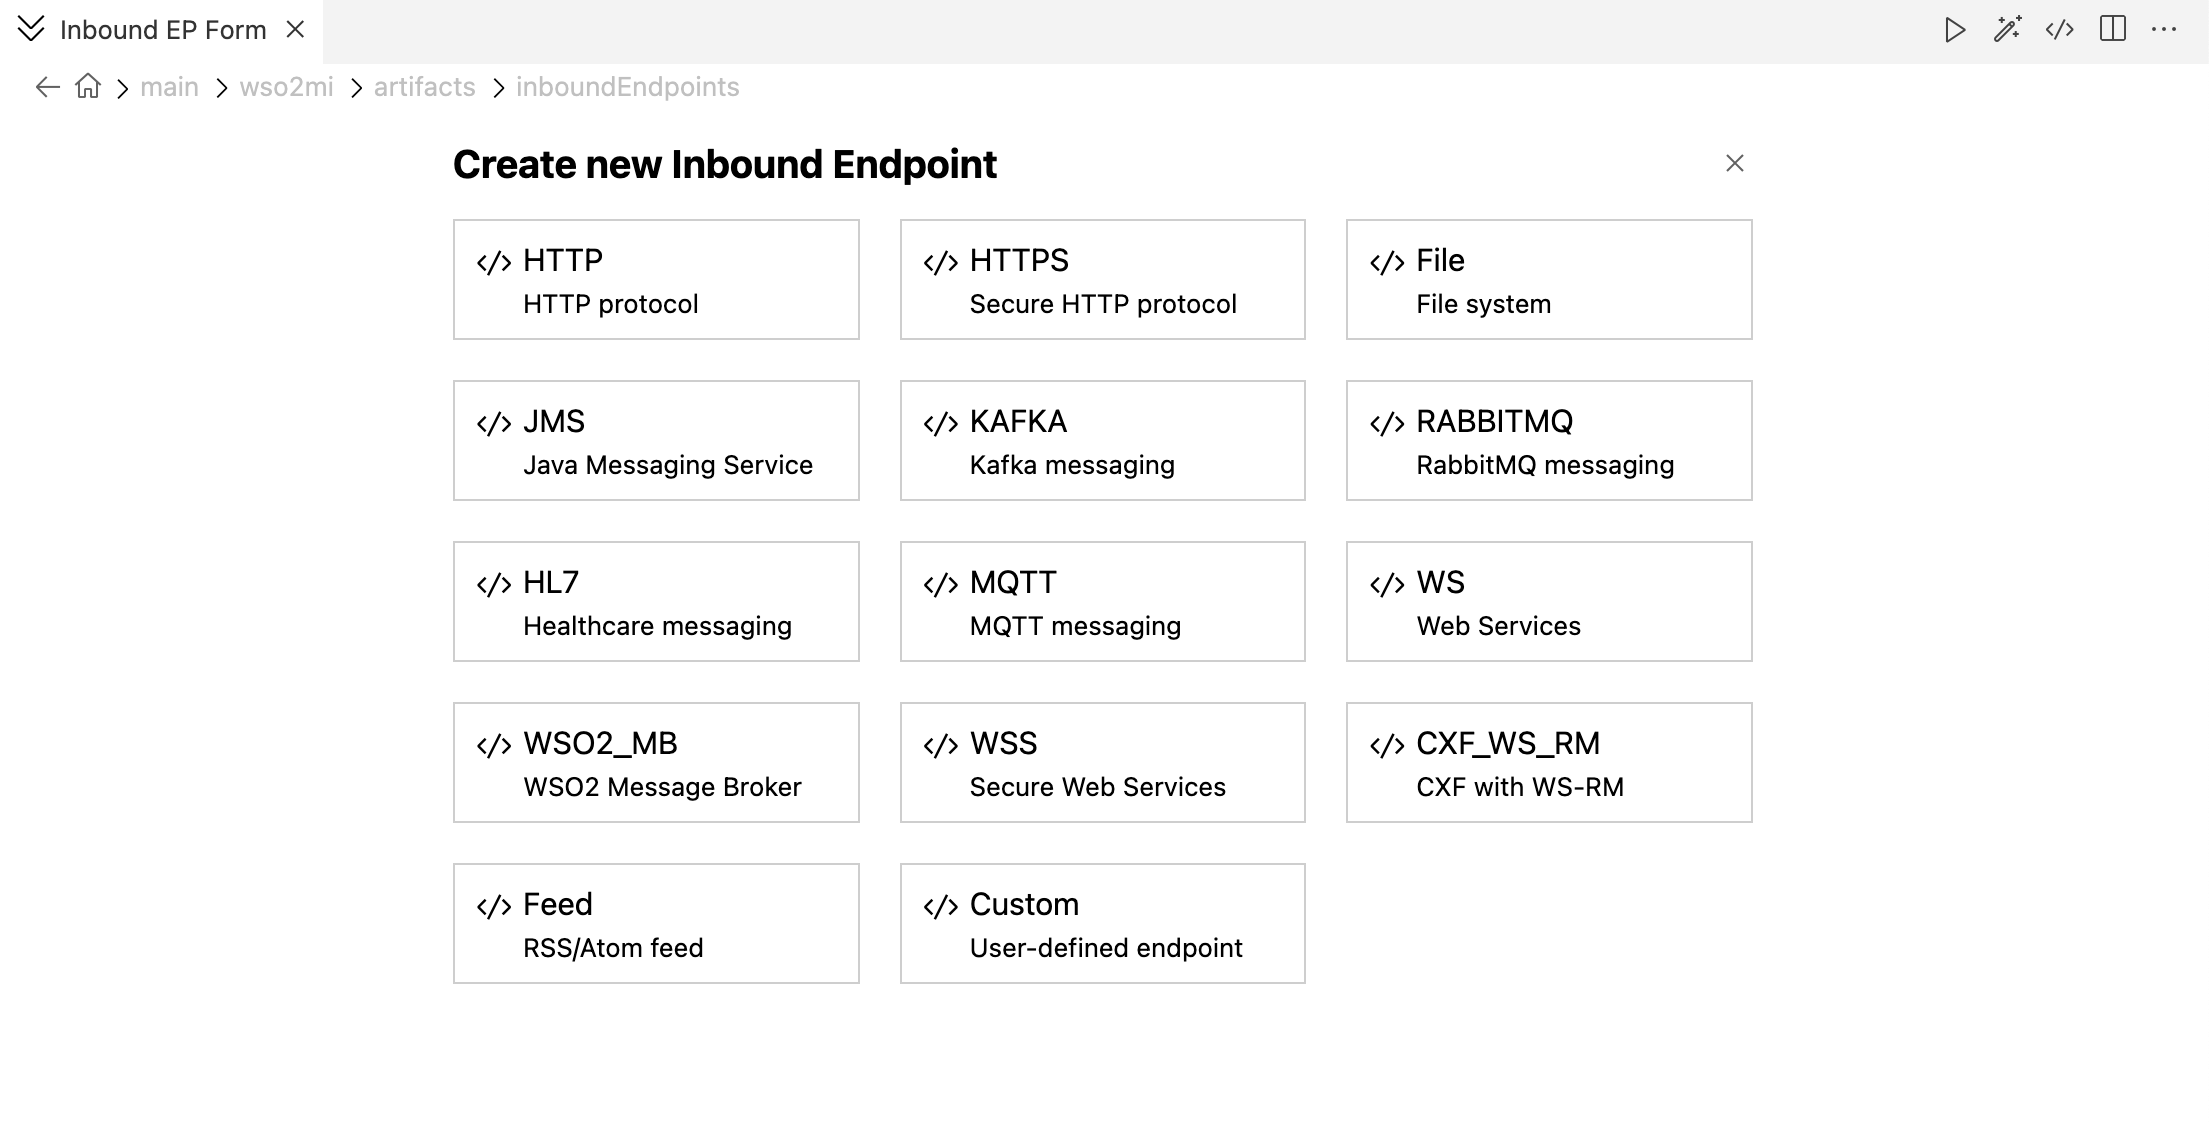 Inbound EP Form
main
wso2mi
artifacts
inboundEndpoints
Create new Inbound Endpoint
HTTP
HTTP protocol
HTTPS
Secure HTTP protocol
File
File system
JMS
Java Messaging Service
KAFKA
Kafka messaging
RABBITMQ
RabbitMQ messaging
HL7
Healthcare messaging
MQTT
MQTT messaging
WS
Web Services
WSO2_MB
WSO2 Message Broker
WSS
Secure Web Services
CXF_WS_RM
CXF with WS-RM
Feed
RSS/Atom feed
Custom
User-defined endpoint